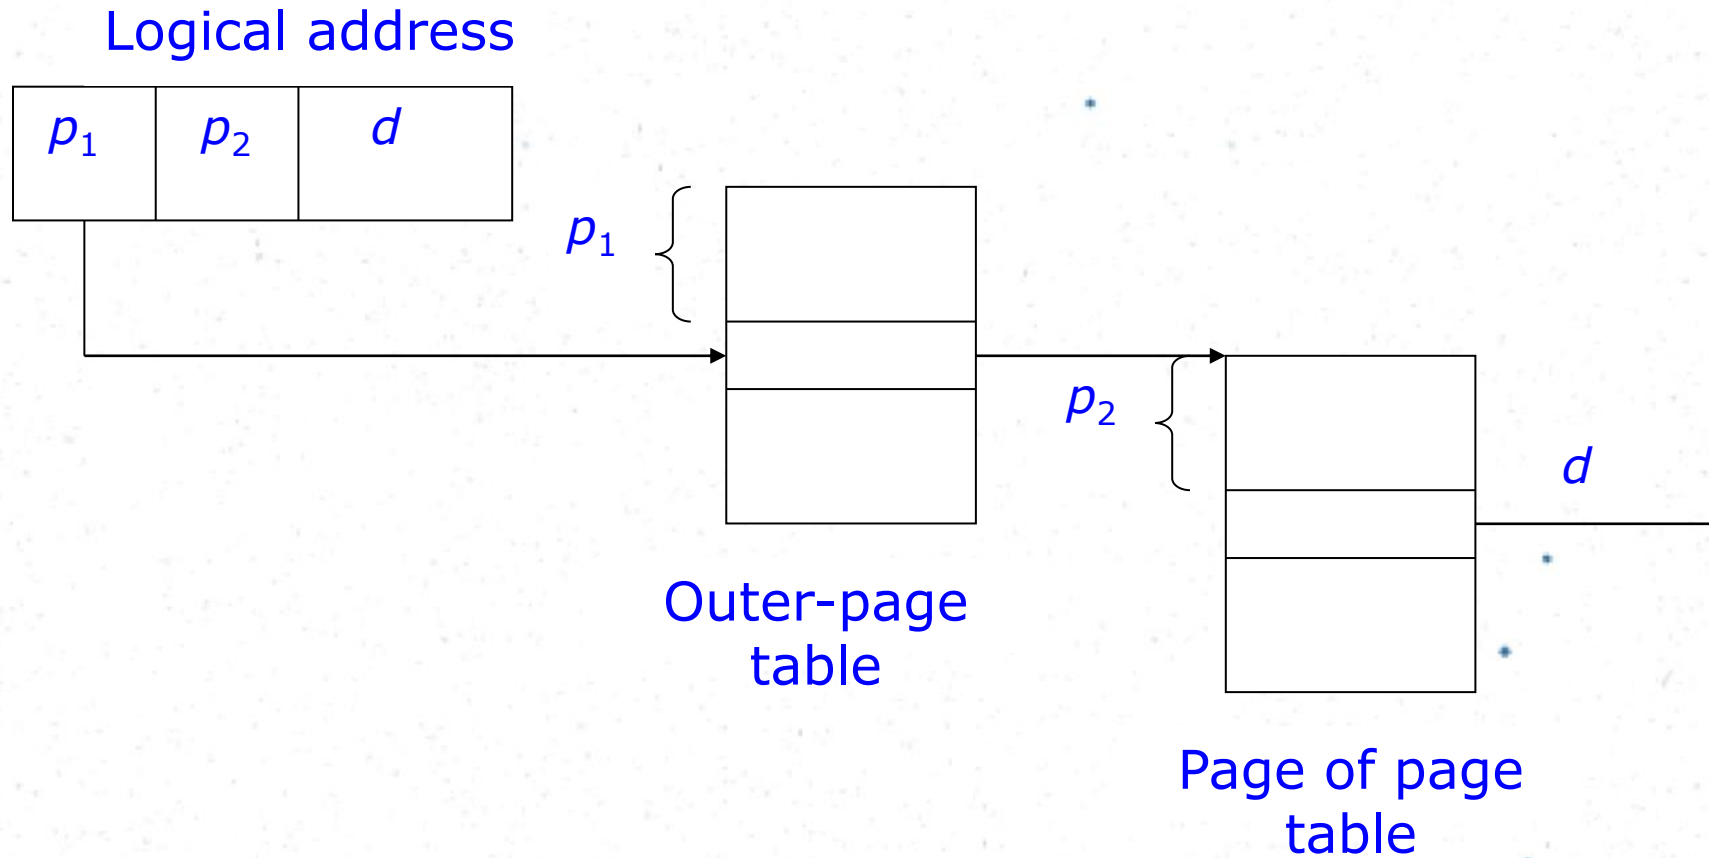 Logical address
p₁ p₂ d
p₁
p₂
d
Outer-page
table
Page of page
table